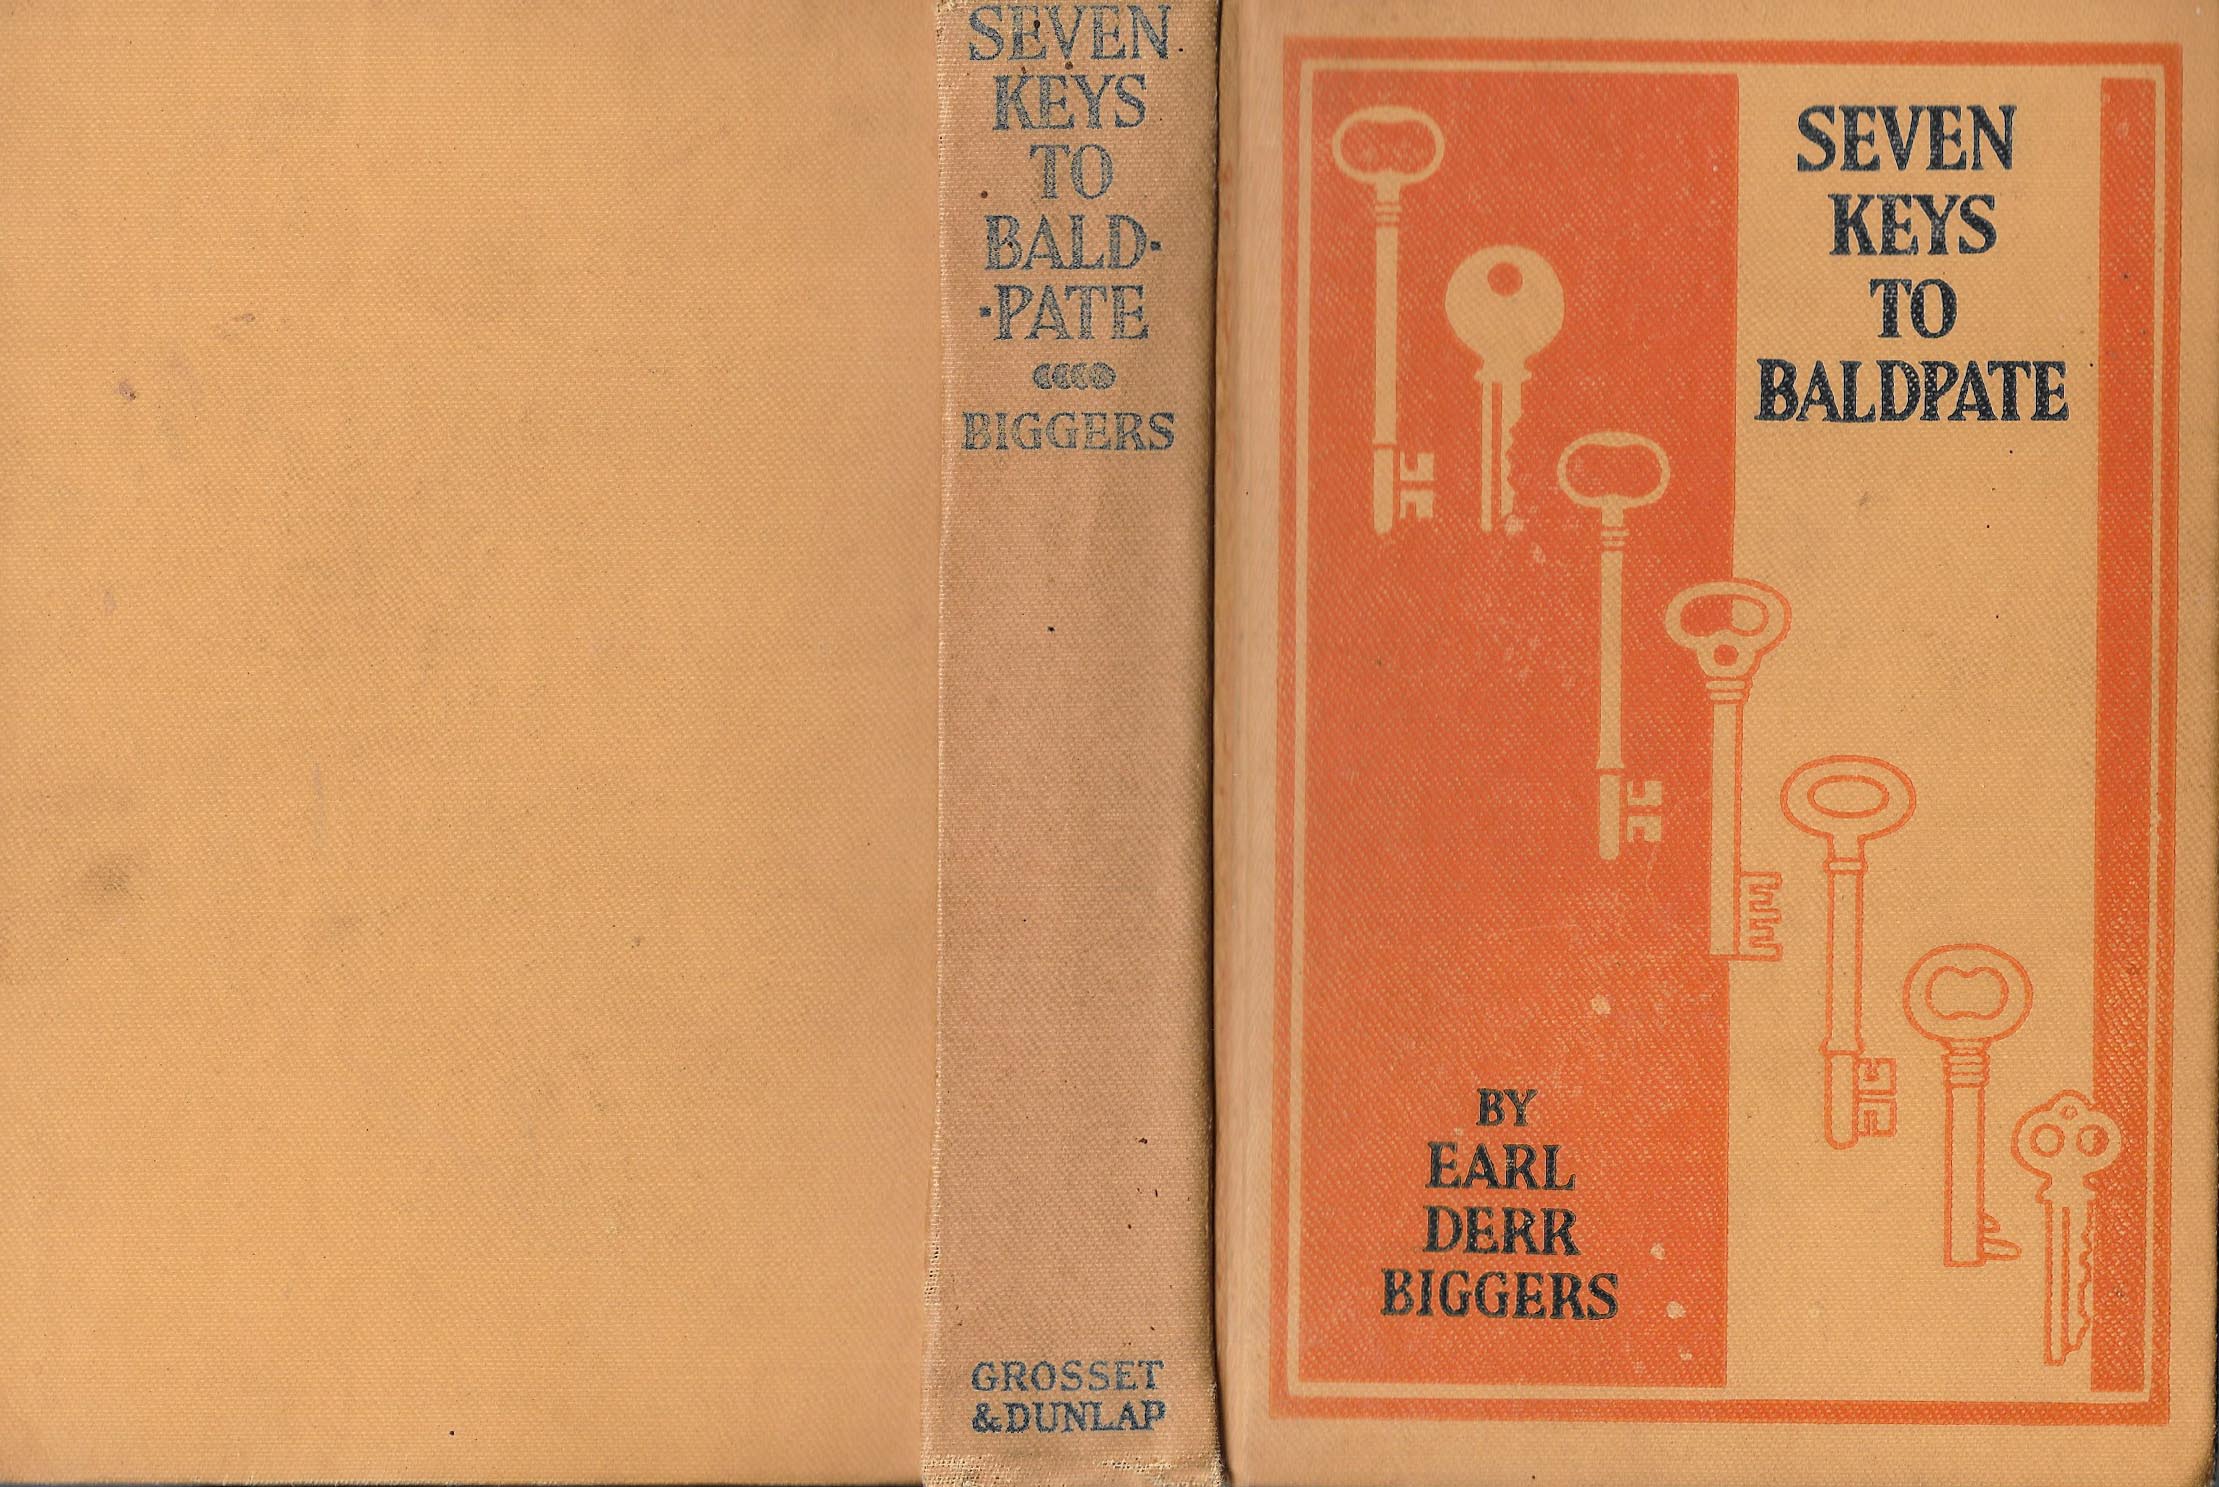 SEVEN
KEYS
TO
BALD·
·PATE
BIGGERS
GROSSET
&DUNLAP
SEVEN
KEYS
TO
BALDPATE
BY
EARL
DERR
BIGGERS